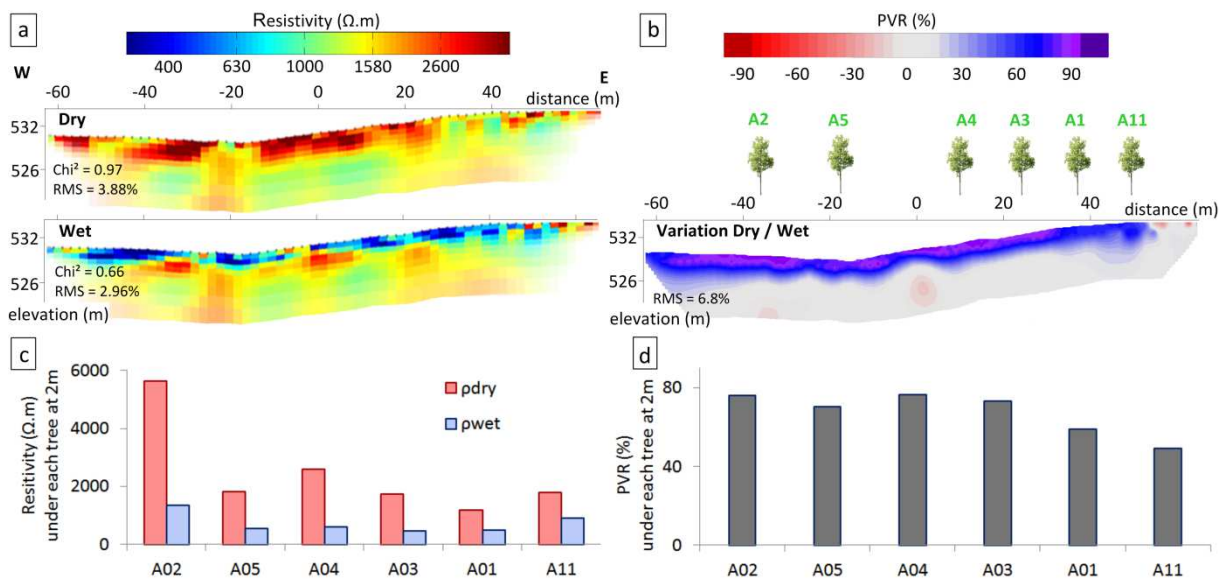 a
Resistivity (Ω.m)
400 630 1000 1580 2600
W
E
-60 -40 -20 0 20 40
distance (m)
532
526
Dry
Chi² = 0.97
RMS = 3.88%
532
526
Wet
Chi² = 0.66
RMS = 2.96%
elevation (m)
b
PVR (%)
-90 -60 -30 0 30 60 90
A2 A5 A4 A3 A1 A11
-60 -40 -20 0 20 40
distance (m)
532
526
Variation Dry / Wet
RMS = 6.8%
elevation (m)
c
Resitivity (Ω.m)
under each tree at 2m
6000
4000
2000
0
ρdry
ρwet
A02 A05 A04 A03 A01 A11
d
PVR (%)
under each tree at 2m
80
40
0
A02 A05 A04 A03 A01 A11